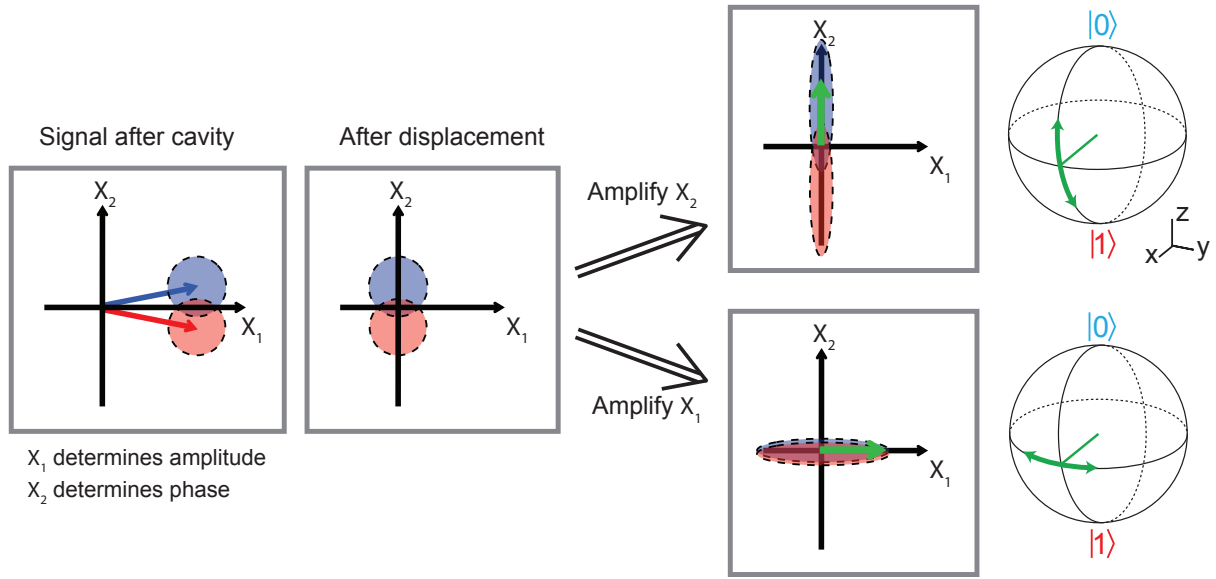 Signal after cavity
X₂
X₁
X₁ determines amplitude
X₂ determines phase
After displacement
X₂
X₁
Amplify X₂
Amplify X₁
X₂
X₁
|0⟩
|1⟩
z
x
y
X₂
X₁
|0⟩
|1⟩